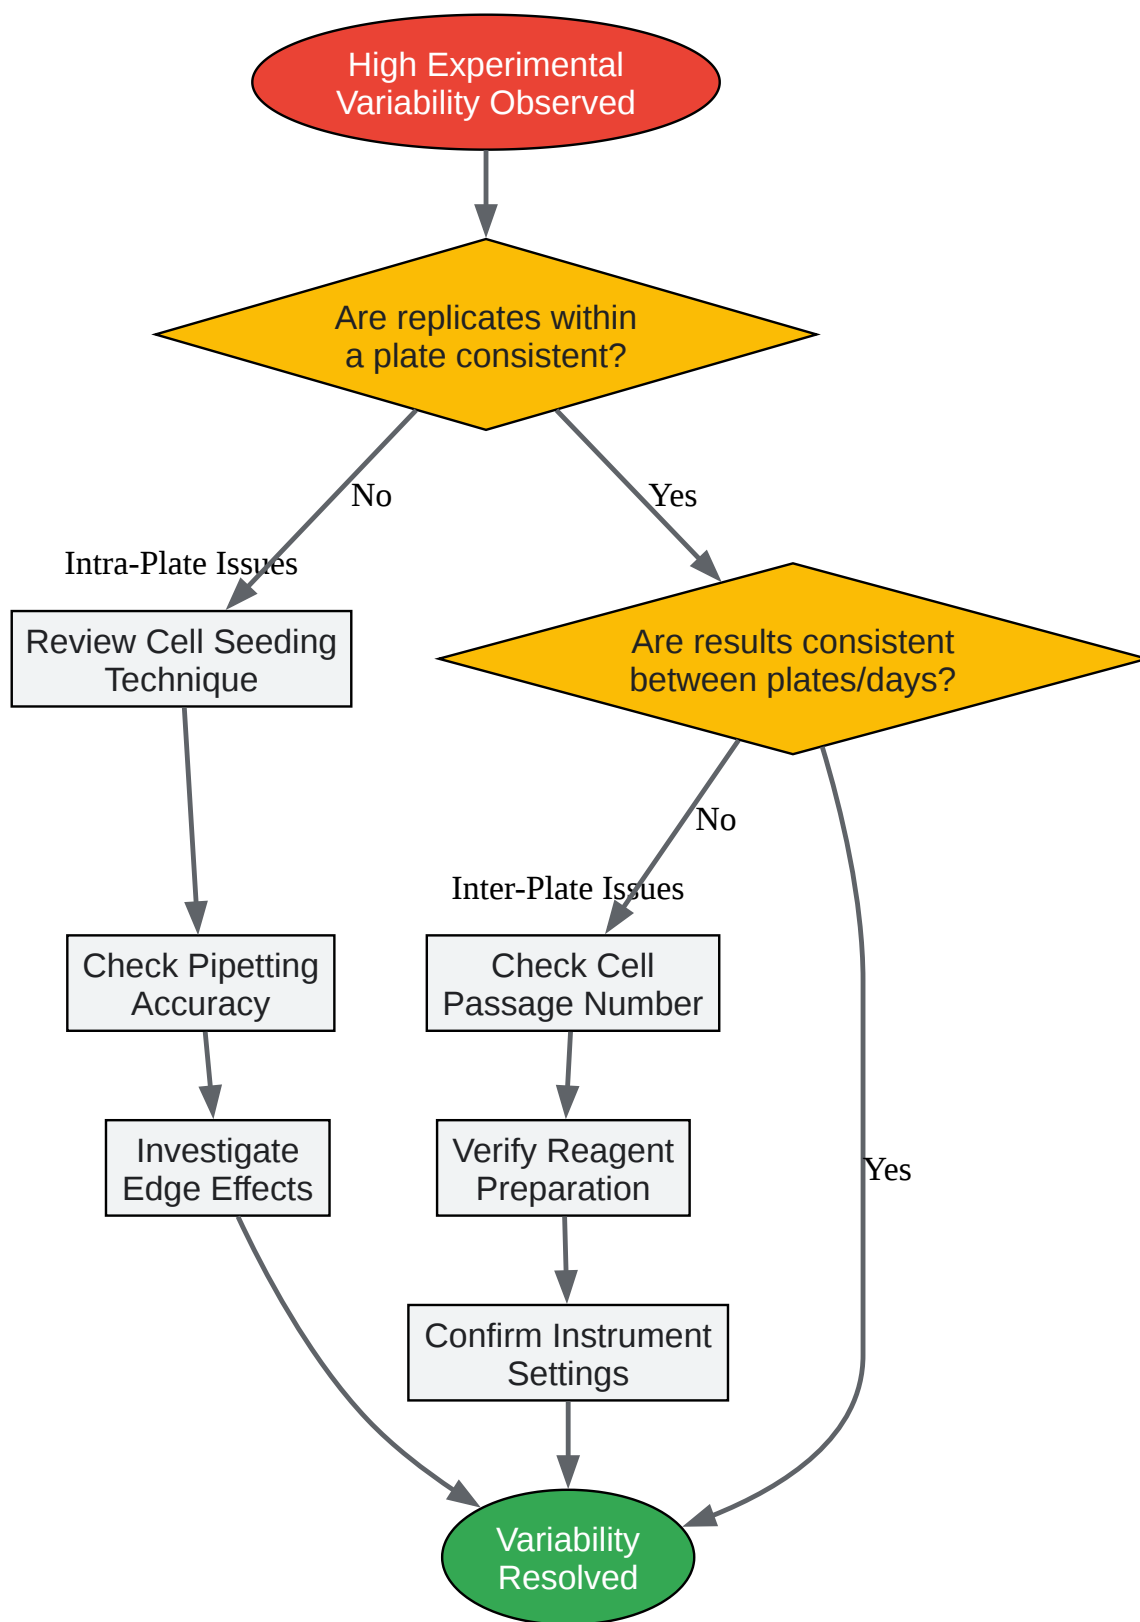 High Experimental
Variability Observed
Are replicates within
a plate consistent?
No
Yes
Intra-Plate Issues
Review Cell Seeding
Technique
Are results consistent
between plates/days?
No
Inter-Plate Issues
Check Pipetting
Accuracy
Check Cell
Passage Number
Investigate
Edge Effects
Verify Reagent
Preparation
Yes
Confirm Instrument
Settings
Variability
Resolved